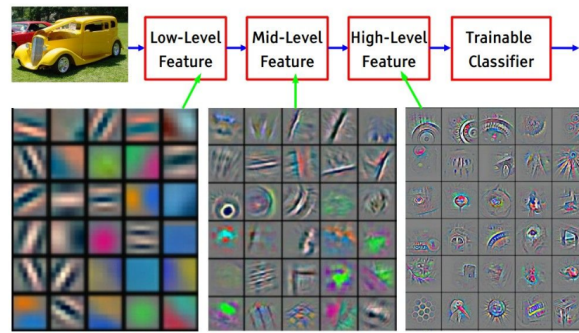 Low-Level
Feature
Mid-Level
Feature
High-Level
Feature
Trainable
Classifier